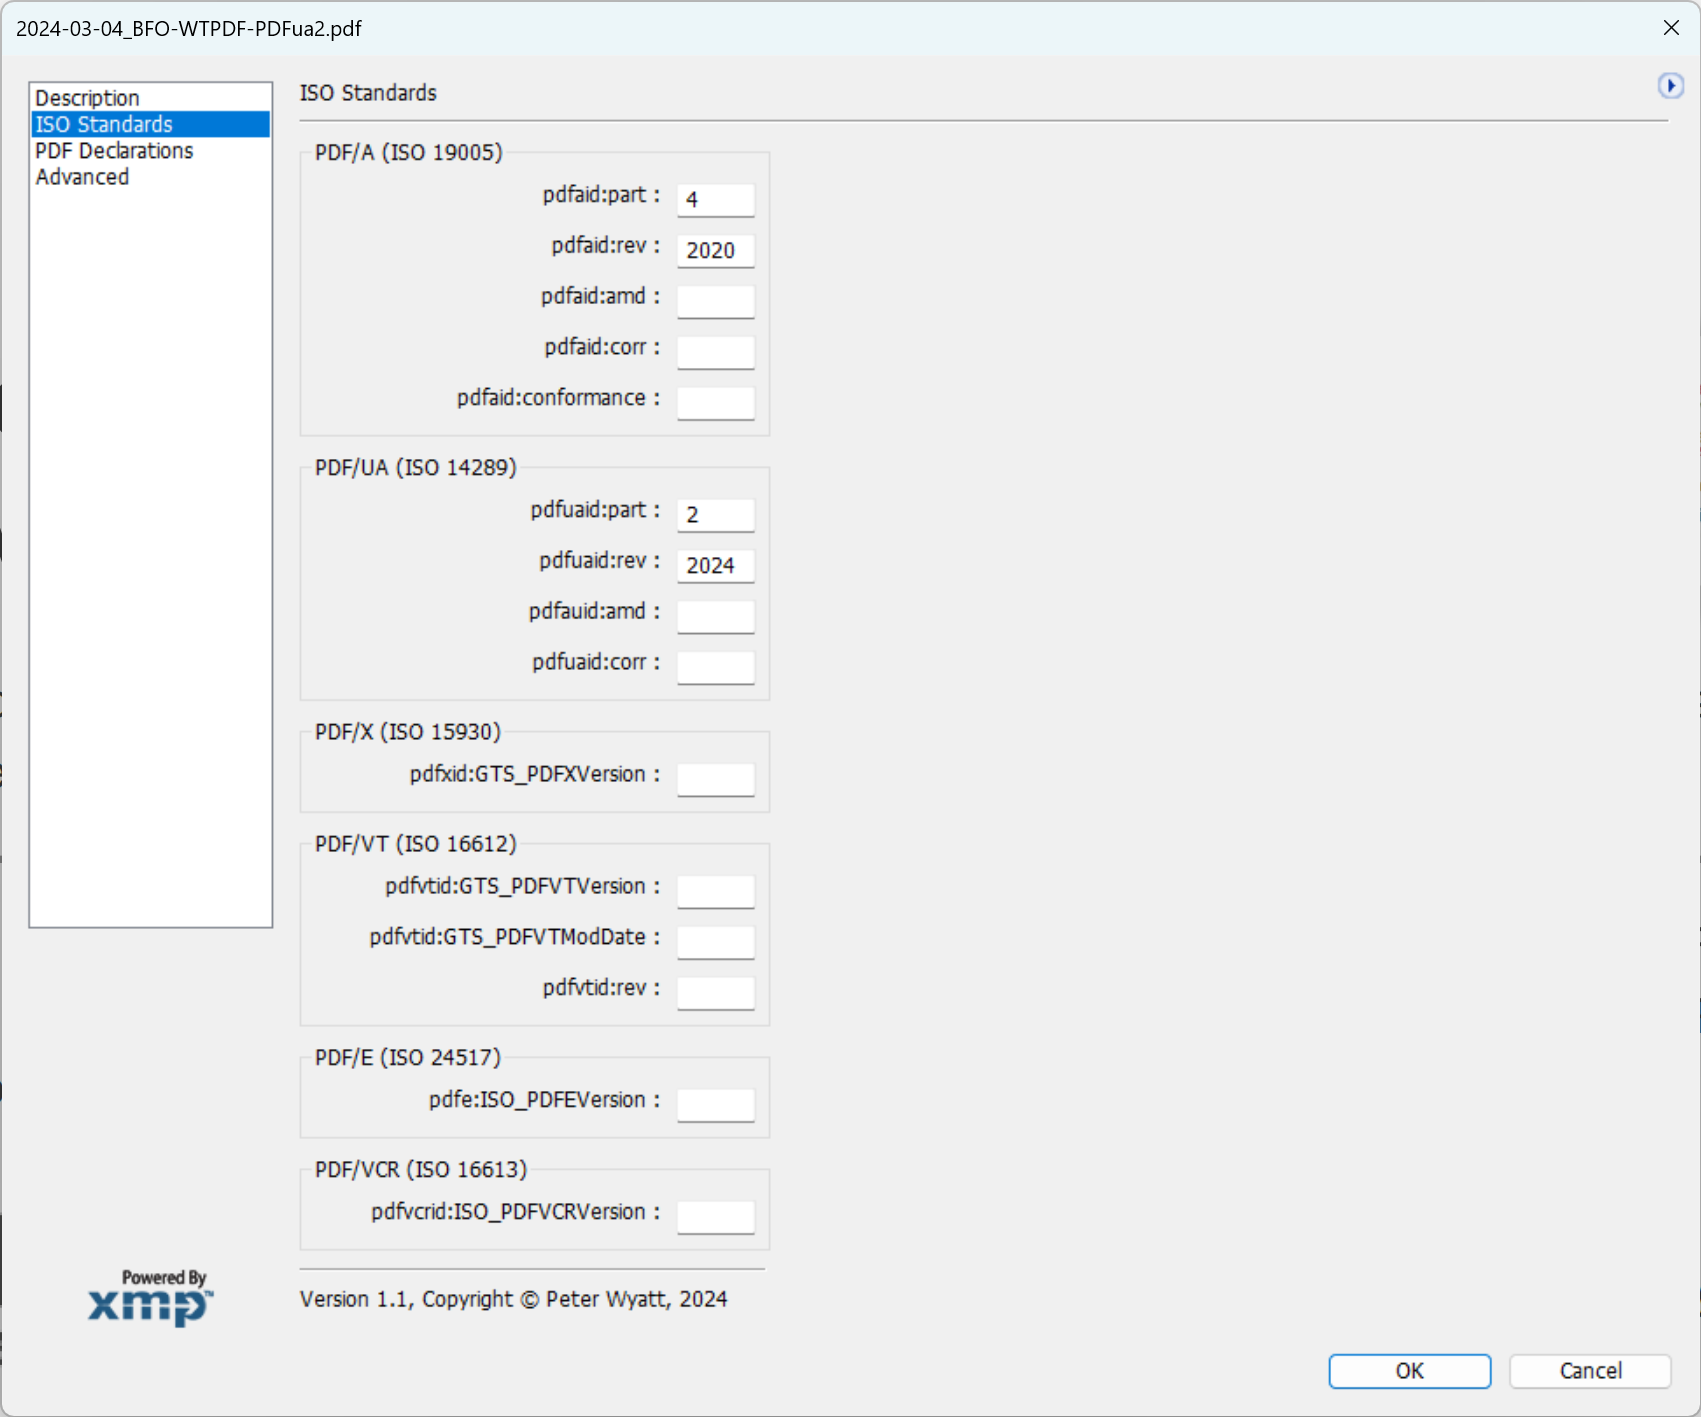 2024-03-04_BFO-WTPDF-PDFua2.pdf
Description
ISO Standards
PDF Declarations
Advanced
ISO Standards
PDF/A (ISO 19005)
pdfaid:part : 4
pdfaid:rev : 2020
pdfaid:amd :
pdfaid:corr :
pdfaid:conformance :
PDF/UA (ISO 14289)
pdfuaid:part : 2
pdfuaid:rev : 2024
pdfauid:amd :
pdfuaid:corr :
PDF/X (ISO 15930)
pdfxid:GTS_PDFXVersion :
PDF/VT (ISO 16612)
pdfvtid:GTS_PDFVTVersion :
pdfvtid:GTS_PDFVTModDate :
pdfvtid:rev :
PDF/E (ISO 24517)
pdfe:ISO_PDFEVersion :
PDF/VCR (ISO 16613)
pdfvcrid:ISO_PDFVCRVersion :
Powered By
xmp™
Version 1.1, Copyright © Peter Wyatt, 2024
OK Cancel